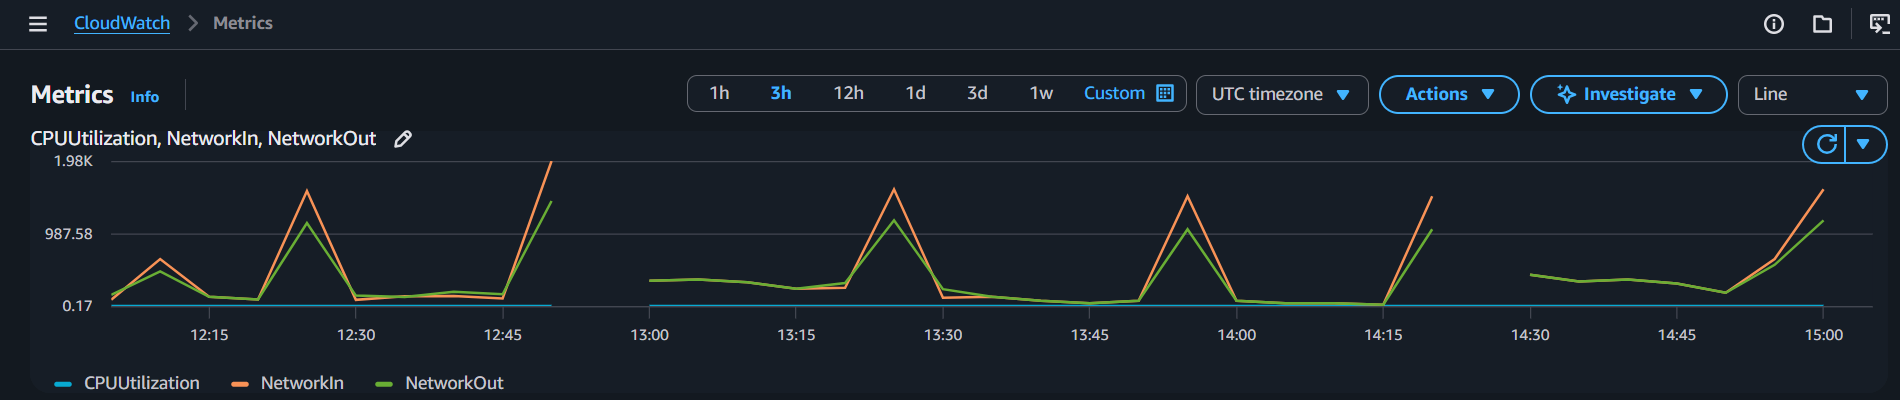 CloudWatch > Metrics
Metrics Info
1h 3h 12h 1d 3d 1w Custom UTC timezone Actions Investigate Line
CPUUtilization, NetworkIn, NetworkOut
1.98K
987.58
0.17
12:15 12:30 12:45 13:00 13:15 13:30 13:45 14:00 14:15 14:30 14:45 15:00
CPUUtilization NetworkIn NetworkOut